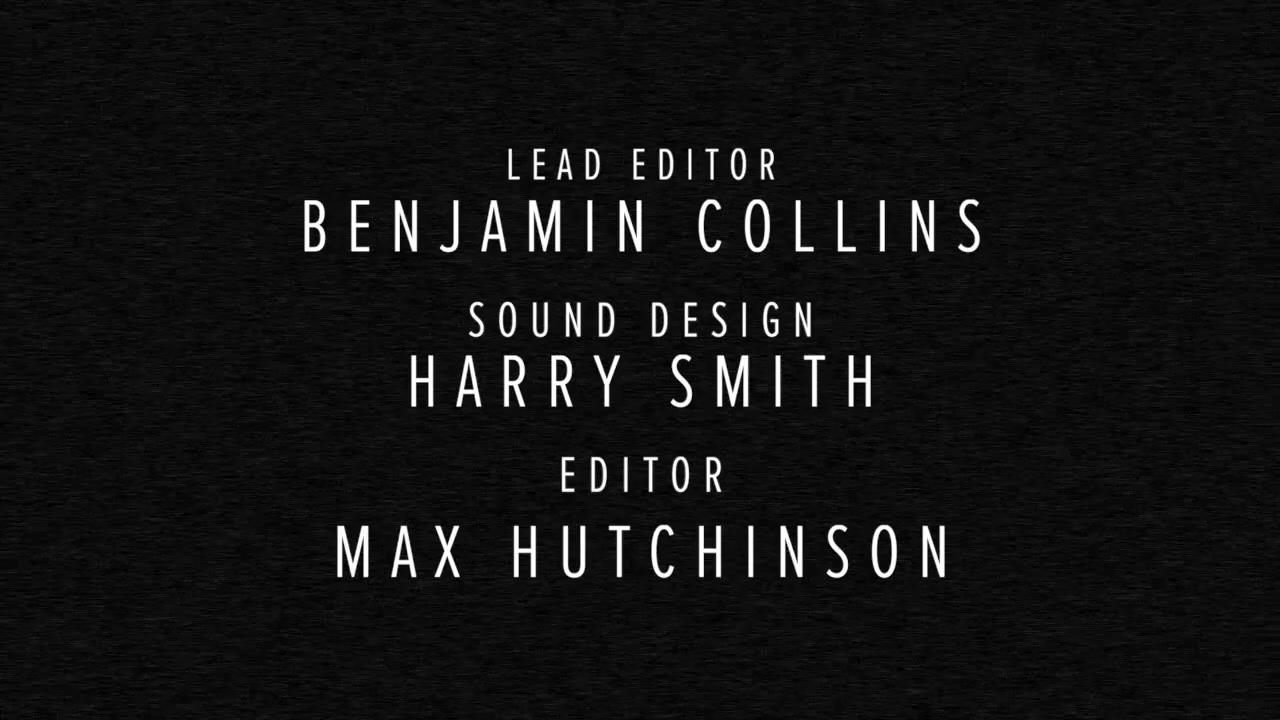 LEAD EDITOR
BENJAMIN COLLINS
SOUND DESIGN
HARRY SMITH
EDITOR
MAX HUTCHINSON